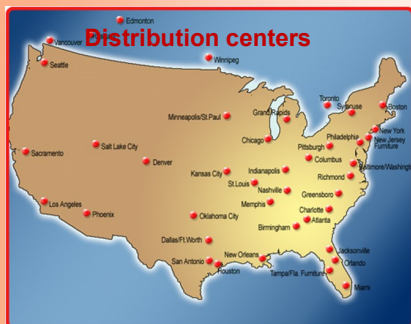 Edmonton
Distribution centers
Vancouver
Winnipeg
Seattle
Toronto
Syracuse
Boston
Grand Rapids
Minneapolis/St.Paul
New York
New Jersey
Furniture
Philadelphia
Chicago
Pittsburgh
Salt Lake City
Sacramento
Columbus
Baltimore/Washington
Denver
Indianapolis
Kansas City
Richmond
St.Louis
Nashville
Greensboro
Memphis
Los Angeles
Charlotte
Phoenix
Oklahoma City
Atlanta
Birmingham
Dallas/Ft.Worth
Jacksonville
New Orleans
San Antonio
Orlando
Houston
Tampa/Fla. Furniture
Miami